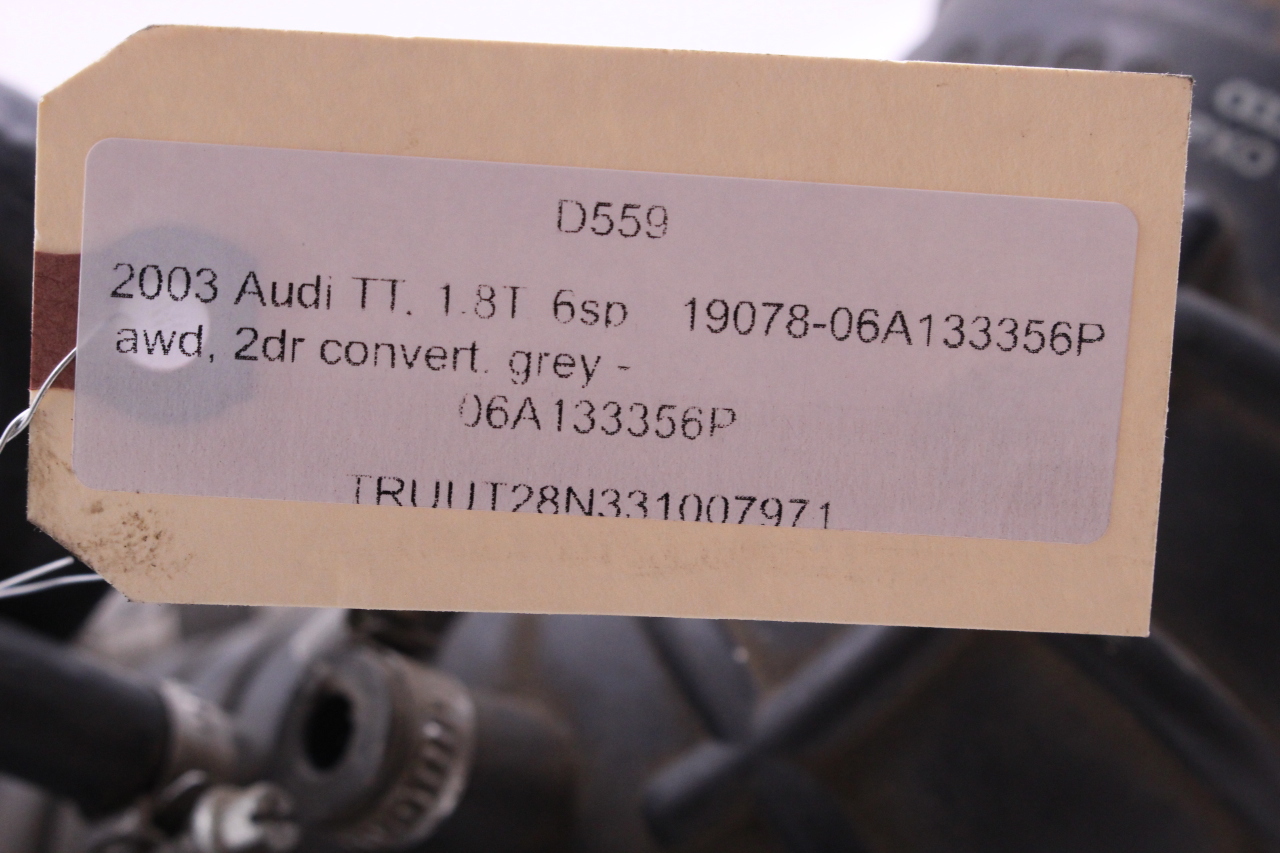 D559
2003 Audi TT, 1.8T 6sp 19078-06A133356P
awd, 2dr convert. grey -
06A133356P
TRUUT28N331007971